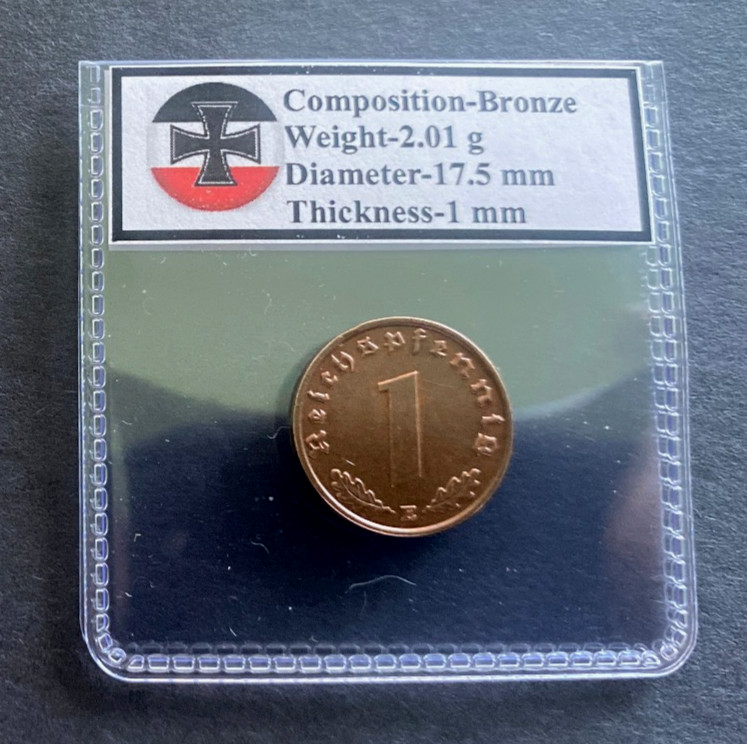 Composition-Bronze
Weight-2.01 g
Diameter-17.5 mm
Thickness-1 mm
Reichspfennig
1
E